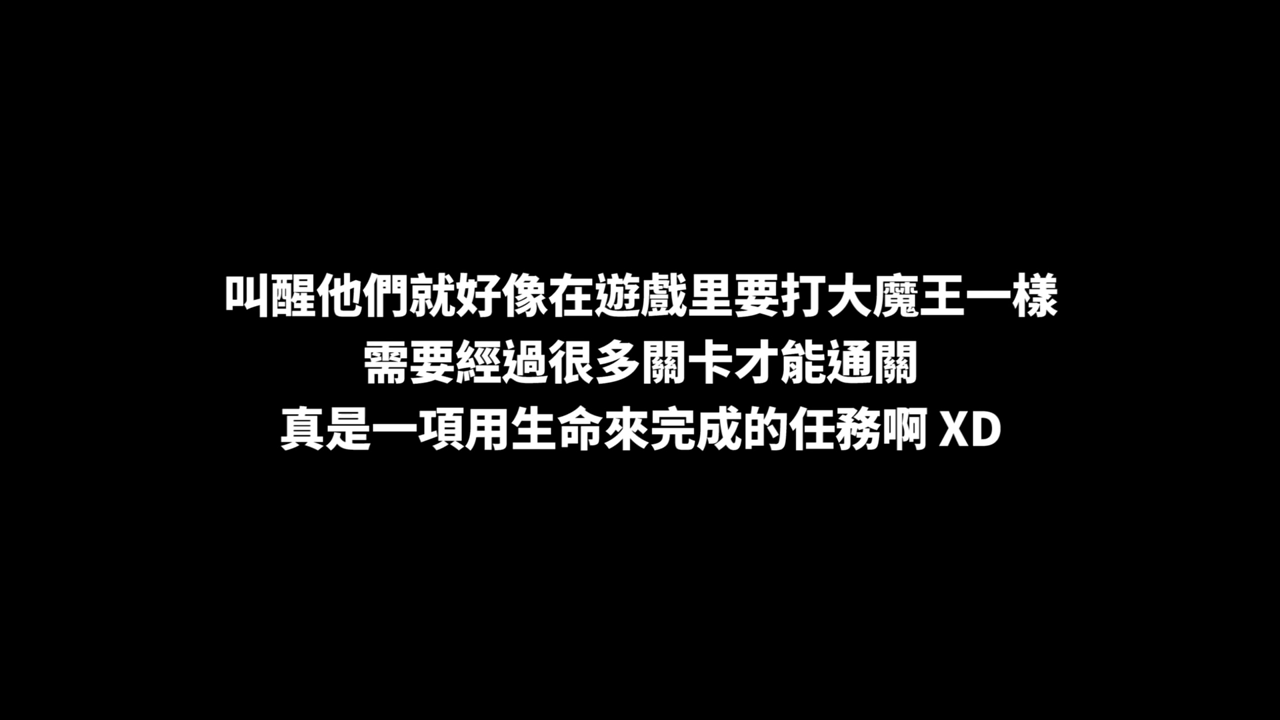 叫醒他們就好像在遊戲里要打大魔王一樣
需要經過很多關卡才能通關
真是一項用生命來完成的任務啊 XD